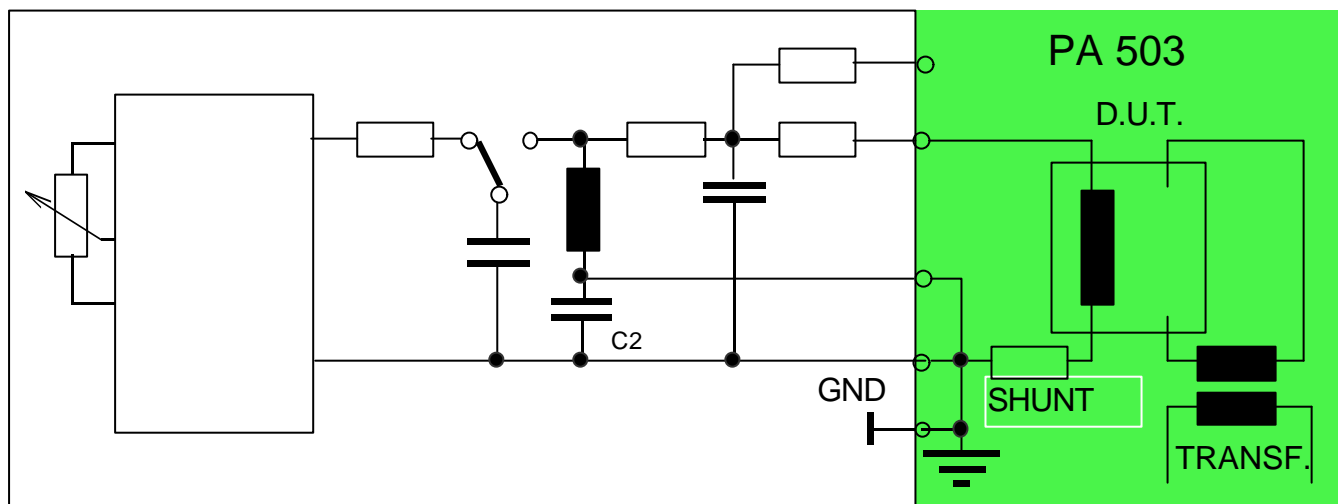 PA 503
D.U.T.
C2
GND
SHUNT
TRANSF.